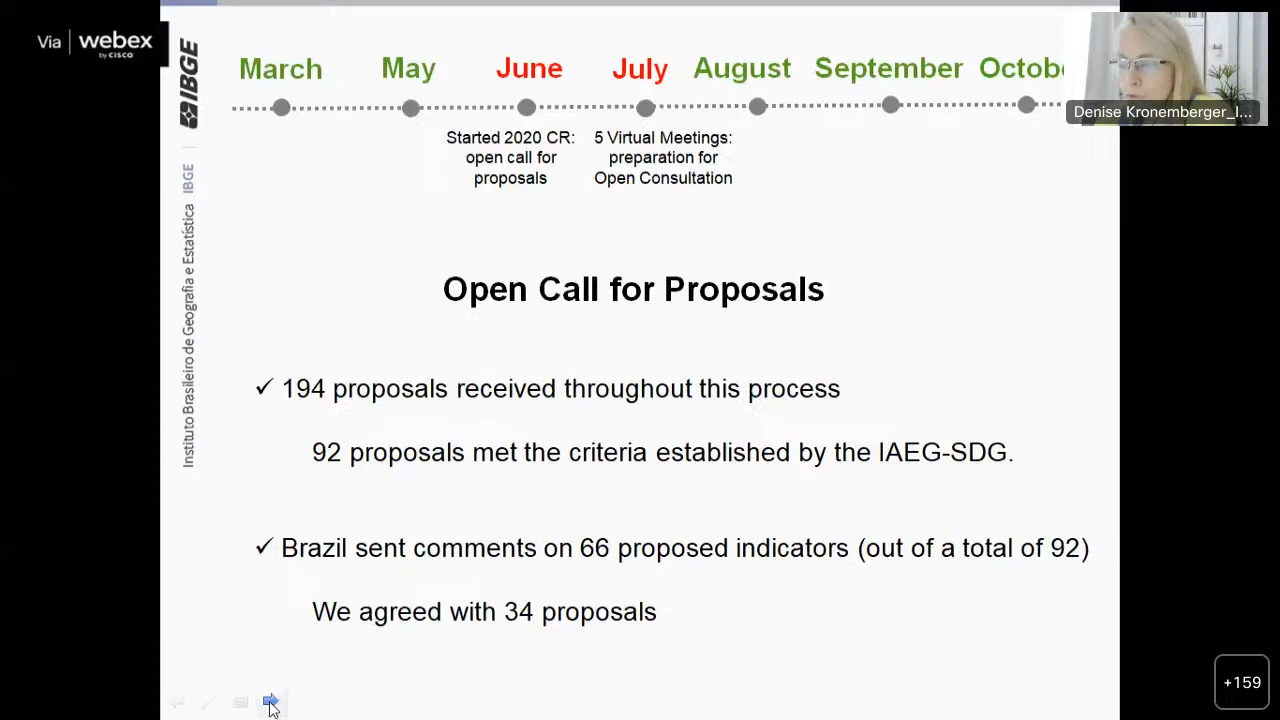 Via webex
by CISCO
IBGE
March May June July August September Octobe
Started 2020 CR:
open call for
proposals
5 Virtual Meetings:
preparation for
Open Consultation
Denise Kronemberger_I...
Instituto Brasileiro de Geografia e Estatística IBGE
Open Call for Proposals
✓ 194 proposals received throughout this process
92 proposals met the criteria established by the IAEG-SDG.
✓ Brazil sent comments on 66 proposed indicators (out of a total of 92)
We agreed with 34 proposals
+159